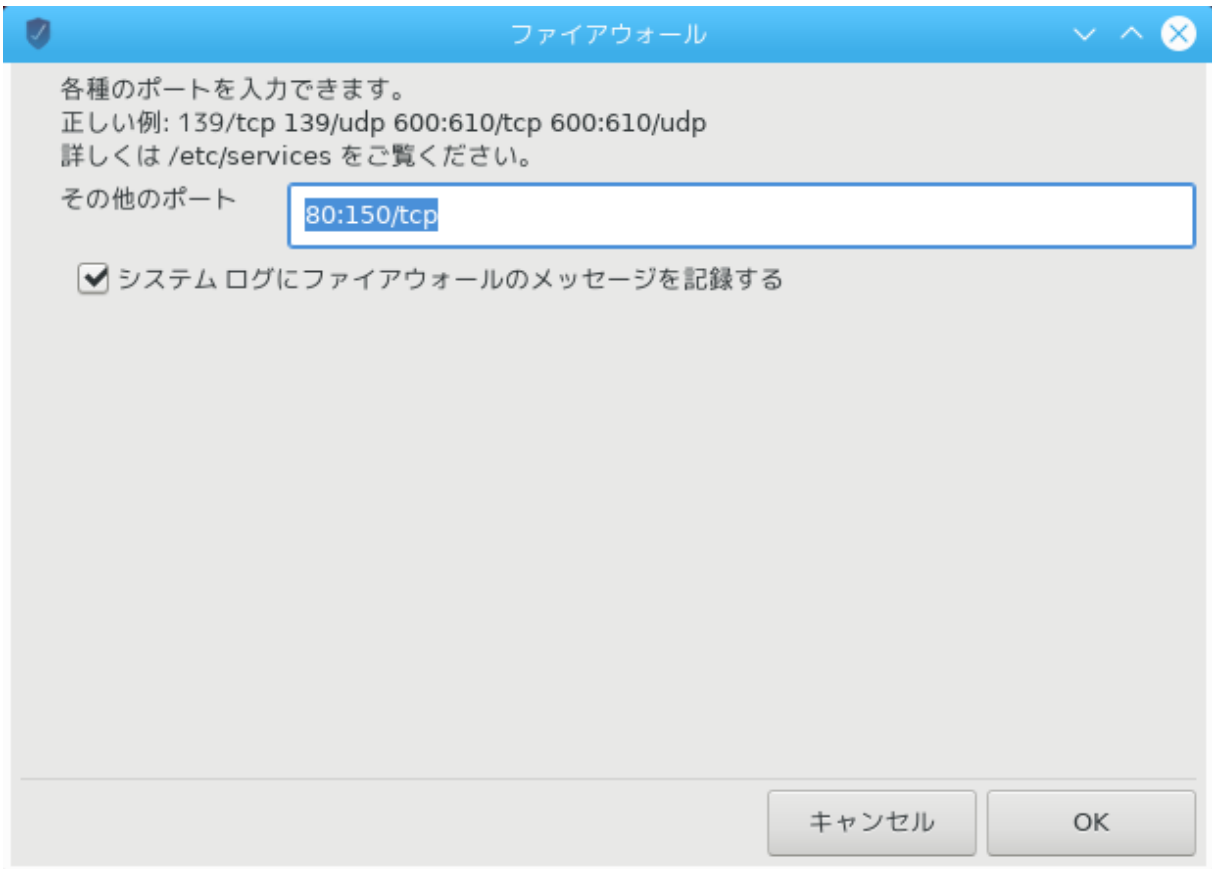 ファイアウォール
各種のポートを入力できます。
正しい例: 139/tcp 139/udp 600:610/tcp 600:610/udp
詳しくは /etc/services をご覧ください。
その他のポート
80:150/tcp
システム ログにファイアウォールのメッセージを記録する
キャンセル
OK